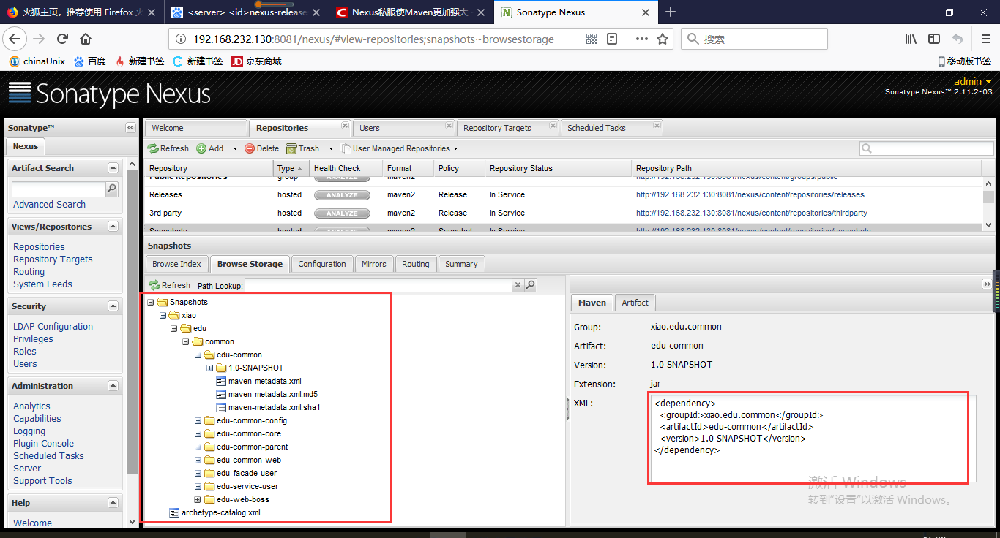 火狐主页，推荐使用 Firefox 火
<server> <id>nexus-release
Nexus私服使Maven更加强大
Sonatype Nexus
192.168.232.130:8081/nexus/#view-repositories;snapshots~browsestorage
搜索
chinaUnix
百度
新建书签
新建书签
JD 京东商城
移动版书签
Sonatype Nexus
admin
Sonatype Nexus™ 2.11.2-03
Sonatype™
Nexus
Artifact Search
Advanced Search
Views/Repositories
Repositories
Repository Targets
Routing
System Feeds
Security
LDAP Configuration
Privileges
Roles
Users
Administration
Analytics
Capabilities
Logging
Plugin Console
Scheduled Tasks
Server
Support Tools
Help
Welcome
Welcome Repositories Users Repository Targets Scheduled Tasks
Refresh Add... Delete Trash... User Managed Repositories
Repository Type Health Check Format Policy Repository Status Repository Path
Public Repositories group ANALYZE maven2 http://192.168.232.130:8081/nexus/content/groups/public
Releases hosted ANALYZE maven2 Release In Service http://192.168.232.130:8081/nexus/content/repositories/releases
3rd party hosted ANALYZE maven2 Release In Service http://192.168.232.130:8081/nexus/content/repositories/thirdparty
Snapshots hosted ANALYZE maven2 Snapshot In Service http://192.168.232.130:8081/nexus/content/repositories/snapshots
Snapshots
Browse Index Browse Storage Configuration Mirrors Routing Summary
Refresh Path Lookup:
Snapshots
xiao
edu
common
edu-common
1.0-SNAPSHOT
maven-metadata.xml
maven-metadata.xml.md5
maven-metadata.xml.sha1
edu-common-config
edu-common-core
edu-common-parent
edu-common-web
edu-facade-user
edu-service-user
edu-web-boss
archetype-catalog.xml
Maven Artifact
Group: xiao.edu.common
Artifact: edu-common
Version: 1.0-SNAPSHOT
Extension: jar
XML:
<dependency>
<groupId>xiao.edu.common</groupId>
<artifactId>edu-common</artifactId>
<version>1.0-SNAPSHOT</version>
</dependency>
激活 Windows
转到"设置"以激活 Windows。